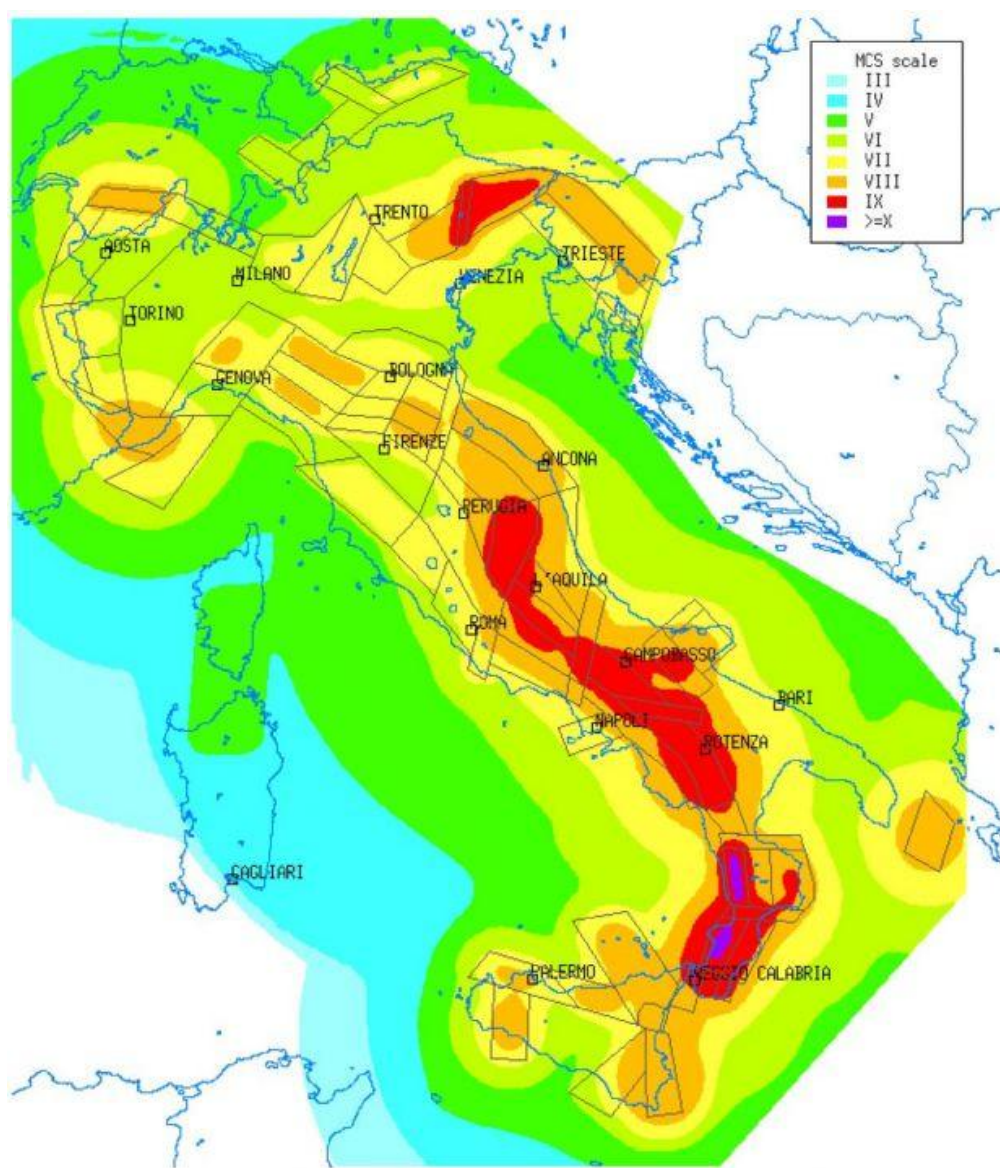 MCS scale
III
IV
V
VI
VII
VIII
IX
>=X
TRENTO
AOSTA
TRIESTE
MILANO
VENEZIA
TORINO
BOLOGNA
GENOVA
FIRENZE
ANCONA
PERUGIA
L'AQUILA
ROMA
CAMPOBASSO
BARI
NAPOLI
POTENZA
CAGLIARI
PALERMO
REGGIO CALABRIA